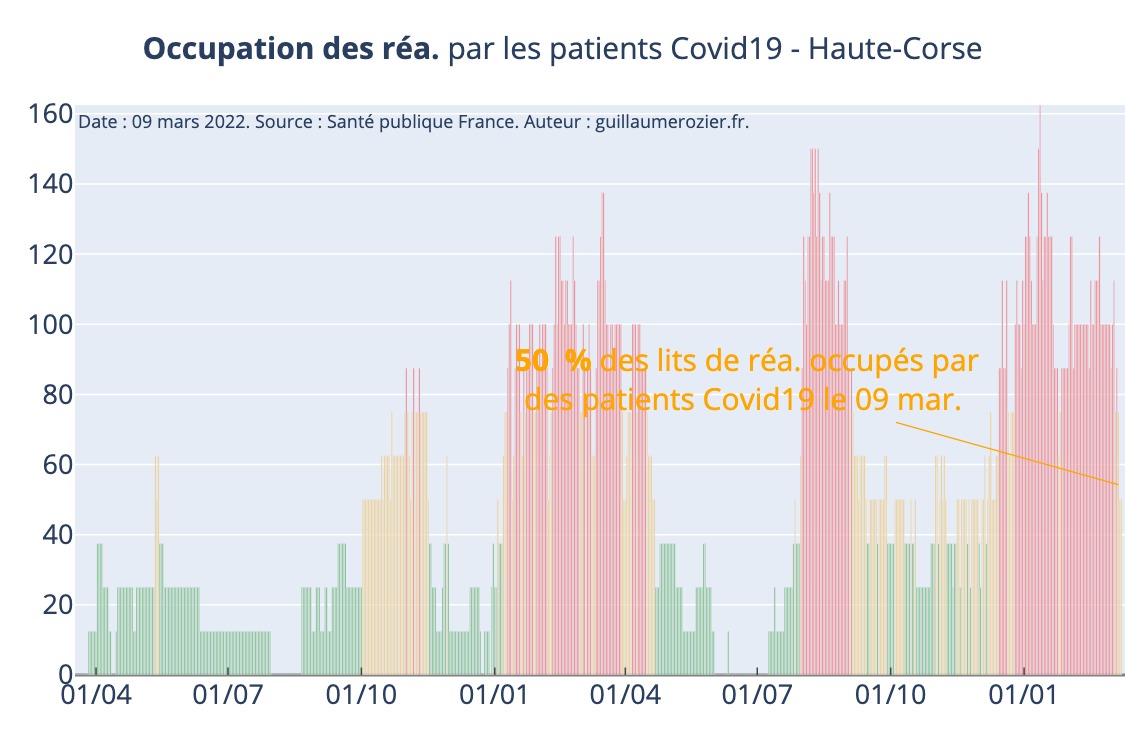 Occupation des réa. par les patients Covid19 - Haute-Corse
160
Date : 09 mars 2022. Source : Santé publique France. Auteur : guillaumerozier.fr.
140
120
100
50 % des lits de réa. occupés par
80
des patients Covid19 le 09 mar.
60
40
20
0
01/04 01/07 01/10 01/01 01/04 01/07 01/10 01/01